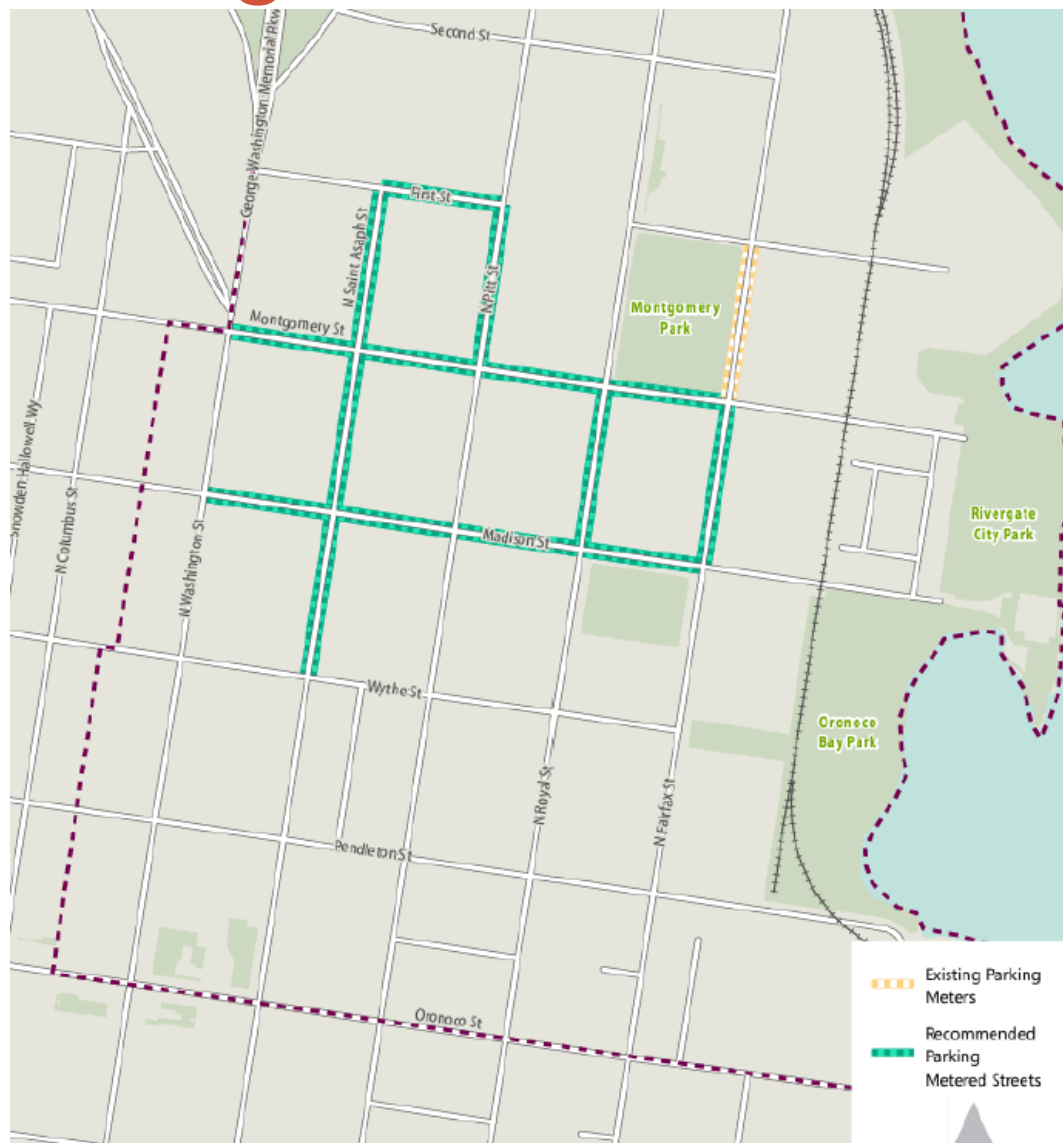 Second St
George Washington Memorial Pkwy
First St
N Saint Asaph St
N Pitt St
Montgomery St
Montgomery
Park
Snowden Hallowell Wy
N Columbus St
N Washington St
Madison St
Rivergate
City Park
Wythe St
Oronoco
Bay Park
N Royal St
N Fairfax St
Pendleton St
Oronoco St
Existing Parking
Meters
Recommended
Parking
Metered Streets